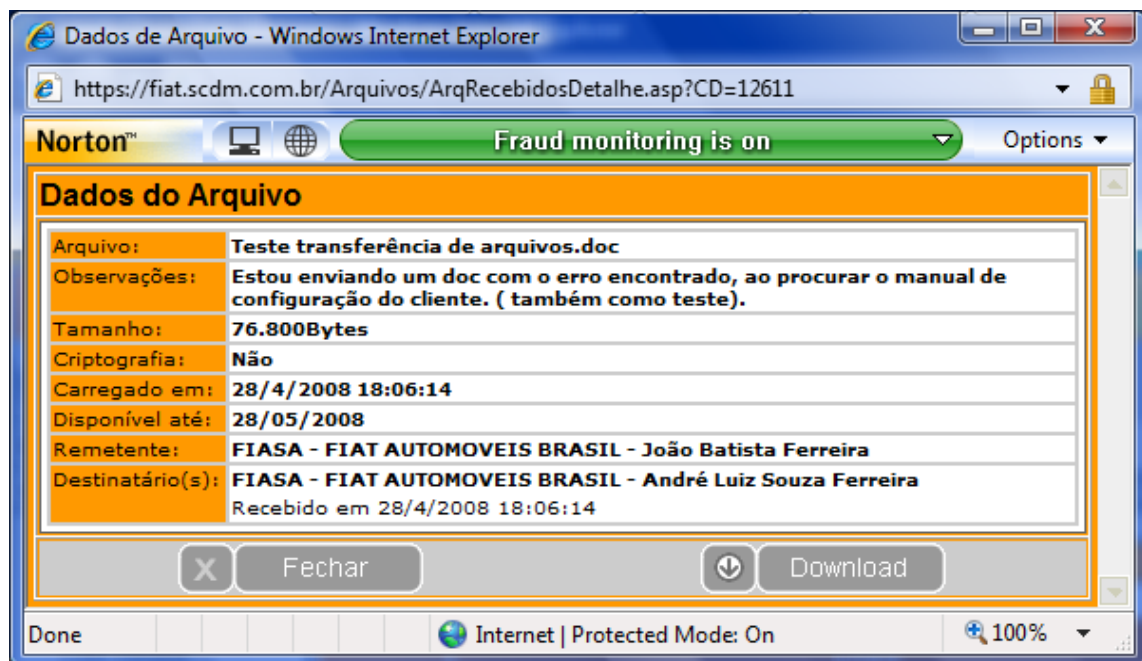 Dados de Arquivo - Windows Internet Explorer
https://fiat.scdm.com.br/Arquivos/ArqRecebidosDetalhe.asp?CD=12611
Norton™ Fraud monitoring is on Options
Dados do Arquivo
Arquivo: Teste transferência de arquivos.doc
Observações: Estou enviando um doc com o erro encontrado, ao procurar o manual de
configuração do cliente. ( também como teste).
Tamanho: 76.800Bytes
Criptografia: Não
Carregado em: 28/4/2008 18:06:14
Disponível até: 28/05/2008
Remetente: FIASA - FIAT AUTOMOVEIS BRASIL - João Batista Ferreira
Destinatário(s): FIASA - FIAT AUTOMOVEIS BRASIL - André Luiz Souza Ferreira
Recebido em 28/4/2008 18:06:14
X Fechar Download
Done Internet | Protected Mode: On 100%